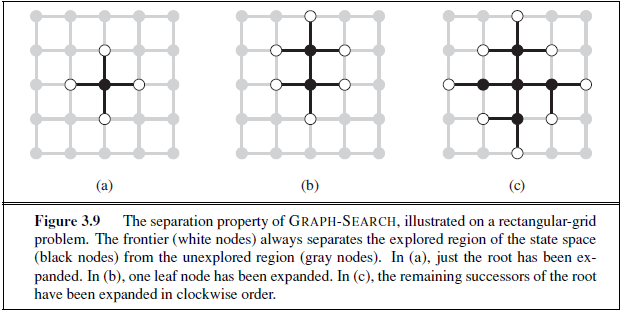 (a)
(b)
(c)
Figure 3.9 The separation property of GRAPH-SEARCH, illustrated on a rectangular-grid
problem. The frontier (white nodes) always separates the explored region of the state space
(black nodes) from the unexplored region (gray nodes). In (a), just the root has been ex-
panded. In (b), one leaf node has been expanded. In (c), the remaining successors of the root
have been expanded in clockwise order.